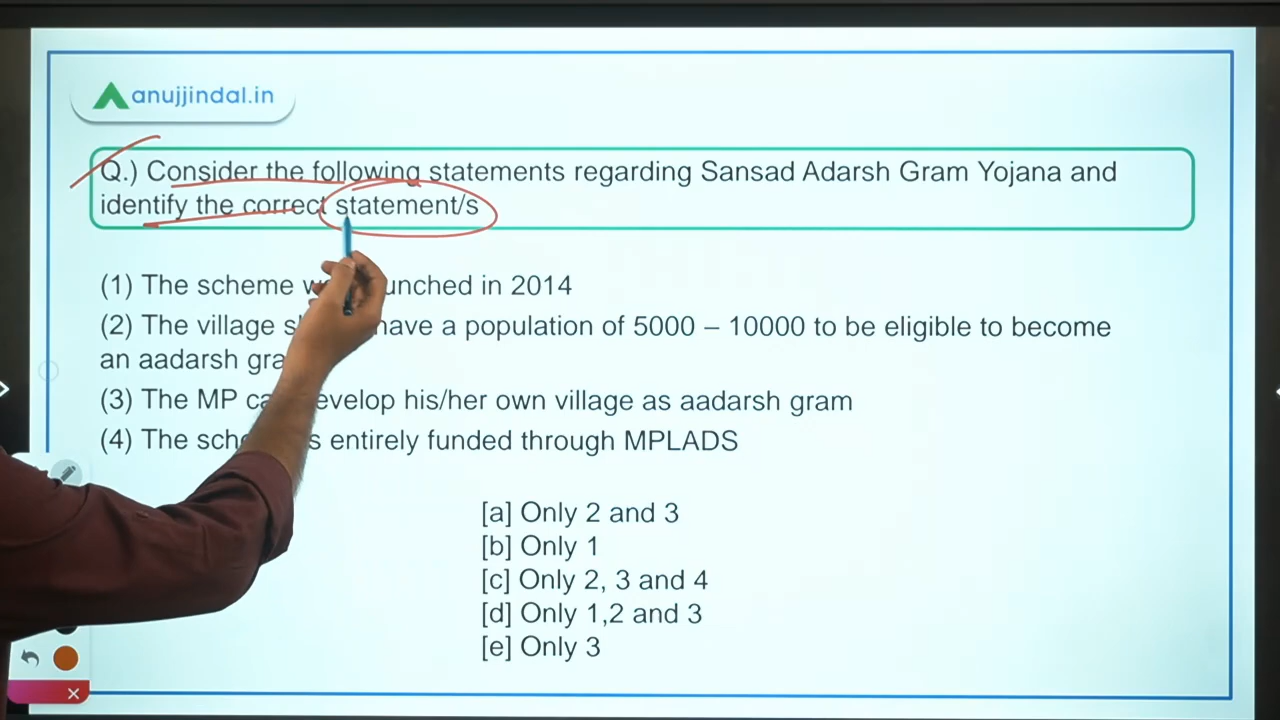 anujjindal.in
Q.) Consider the following statements regarding Sansad Adarsh Gram Yojana and
identify the correct statement/s
(1) The scheme unched in 2014
(2) The village have a population of 5000 – 10000 to be eligible to become
an aadarsh gra
(3) The MP ca evelop his/her own village as aadarsh gram
(4) The sch s entirely funded through MPLADS
[a] Only 2 and 3
[b] Only 1
[c] Only 2, 3 and 4
[d] Only 1,2 and 3
[e] Only 3